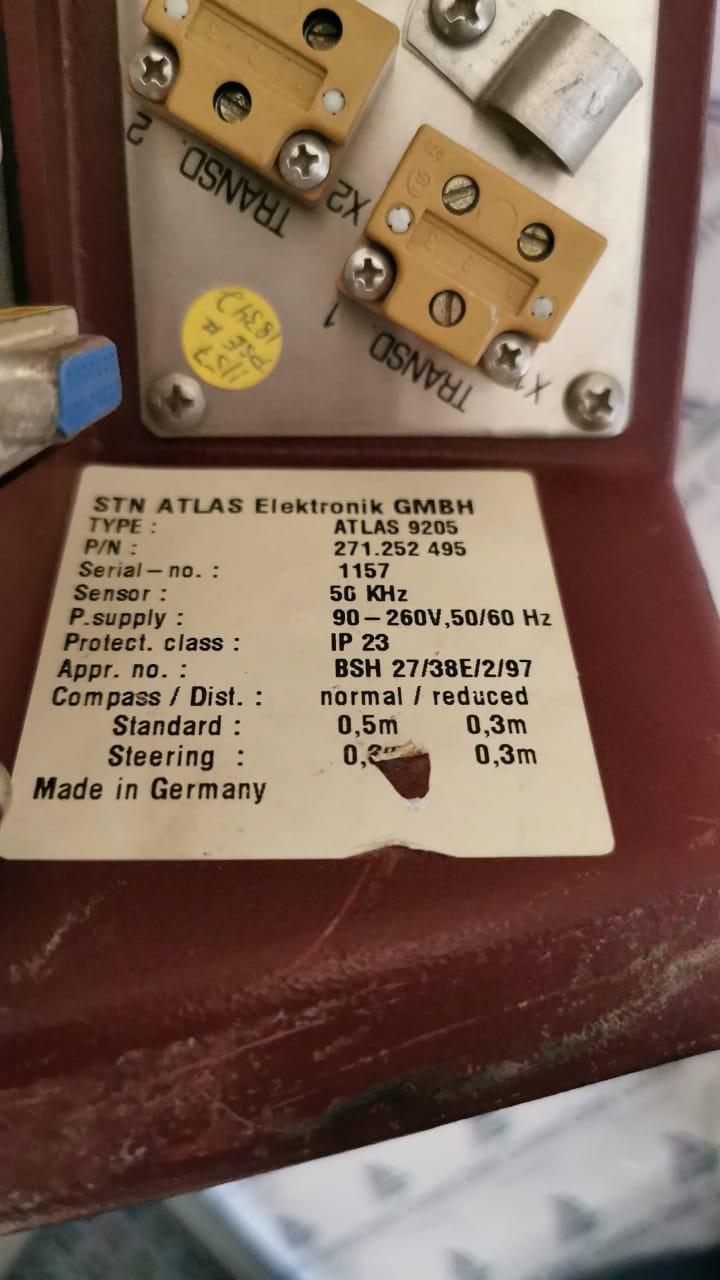 2
TRANSD.
X2
1
TRANSD.
X1
1157
STN ATLAS Elektronik GMBH
TYPE : ATLAS 9205
P/N : 271.252 495
Serial-no. : 1157
Sensor : 50 KHz
P.supply : 90-260V,50/60 Hz
Protect. class : IP 23
Appr. no. : BSH 27/38E/2/97
Compass / Dist. : normal / reduced
Standard : 0,5m 0,3m
Steering : 0,3m
Made in Germany